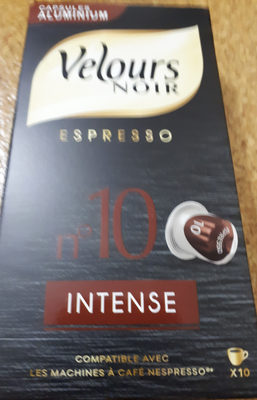 CAPSULES
ALUMINIUM
Velours
NOIR
ESPRESSO
n°10
INTENSE
COMPATIBLE AVEC
LES MACHINES À CAFÉ NESPRESSO®*
X10